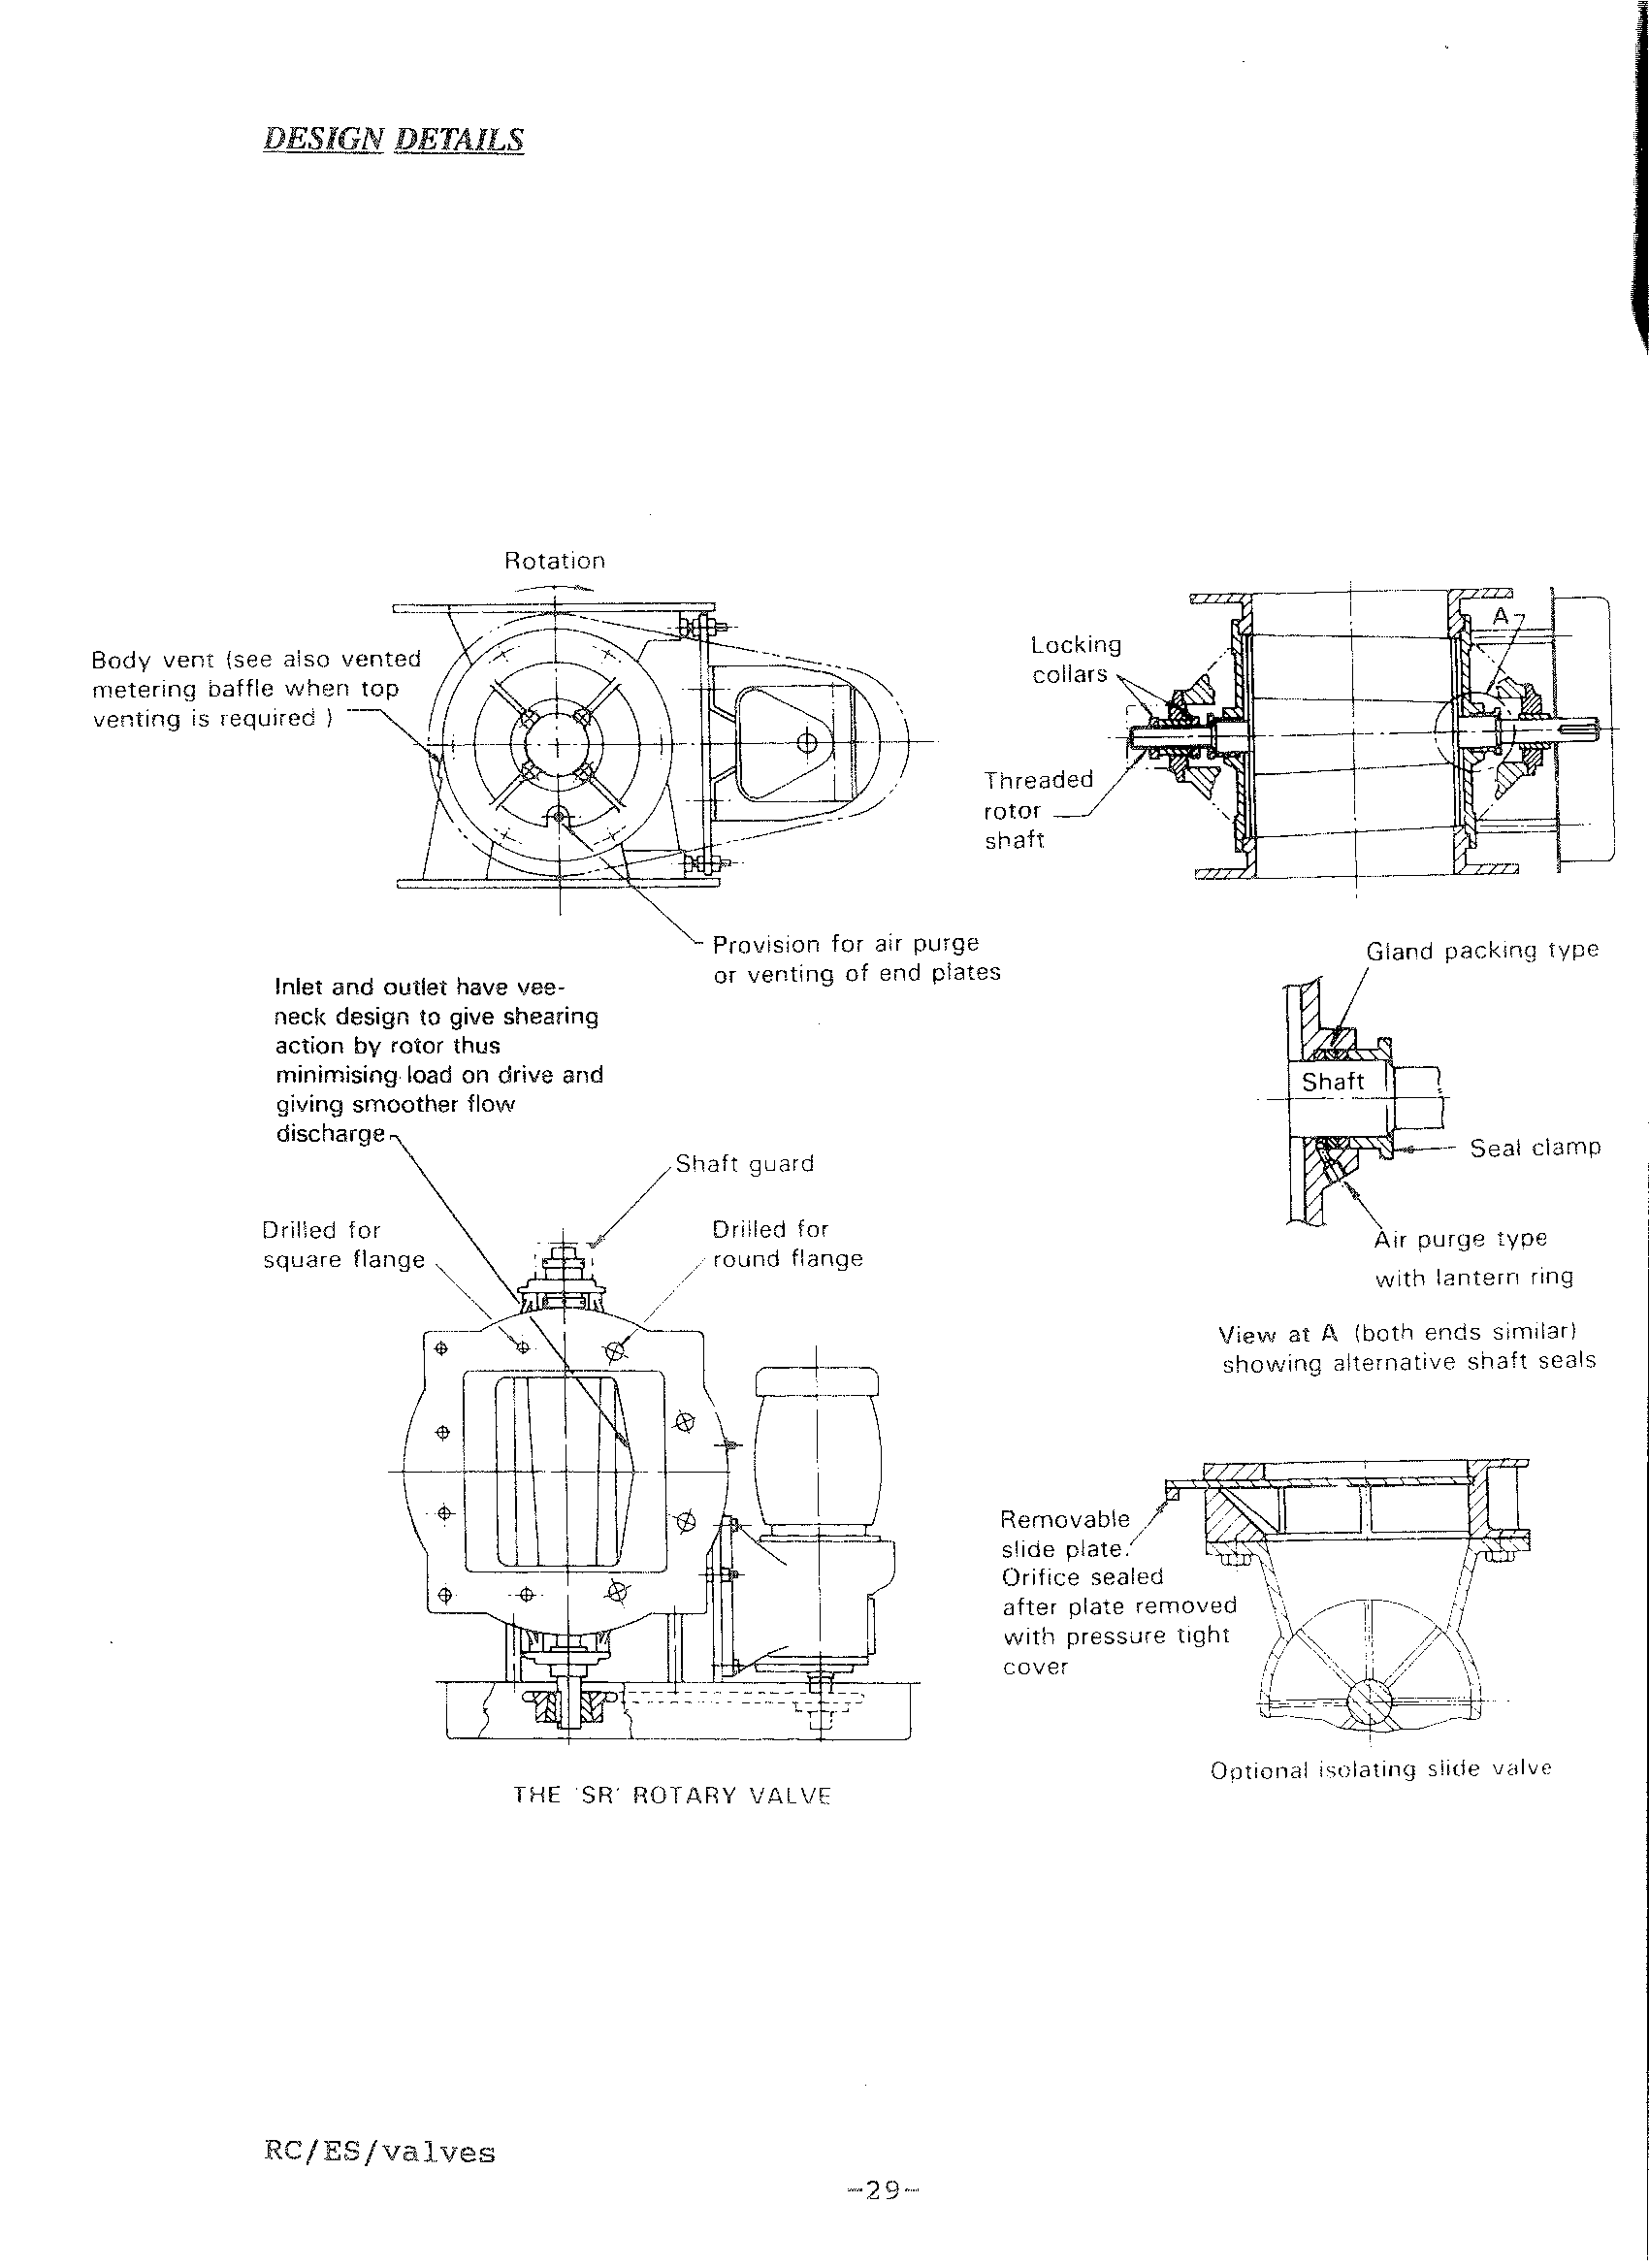 DESIGN DETAILS
Rotation
Body vent (see also vented
metering baffle when top
venting is required )
A
Locking
collars
Threaded
rotor
shaft
Provision for air purge
or venting of end plates
Gland packing type
Shaft
Seal clamp
Air purge type
with lantern ring
View at A (both ends similar)
showing alternative shaft seals
Inlet and outlet have vee-
neck design to give shearing
action by rotor thus
minimising load on drive and
giving smoother flow
discharge
Shaft guard
Drilled for
square flange
Drilled for
round flange
Removable
slide plate.
Orifice sealed
after plate removed
with pressure tight
cover
Optional isolating slide valve
THE 'SR' ROTARY VALVE
RC/ES/valves
-29-